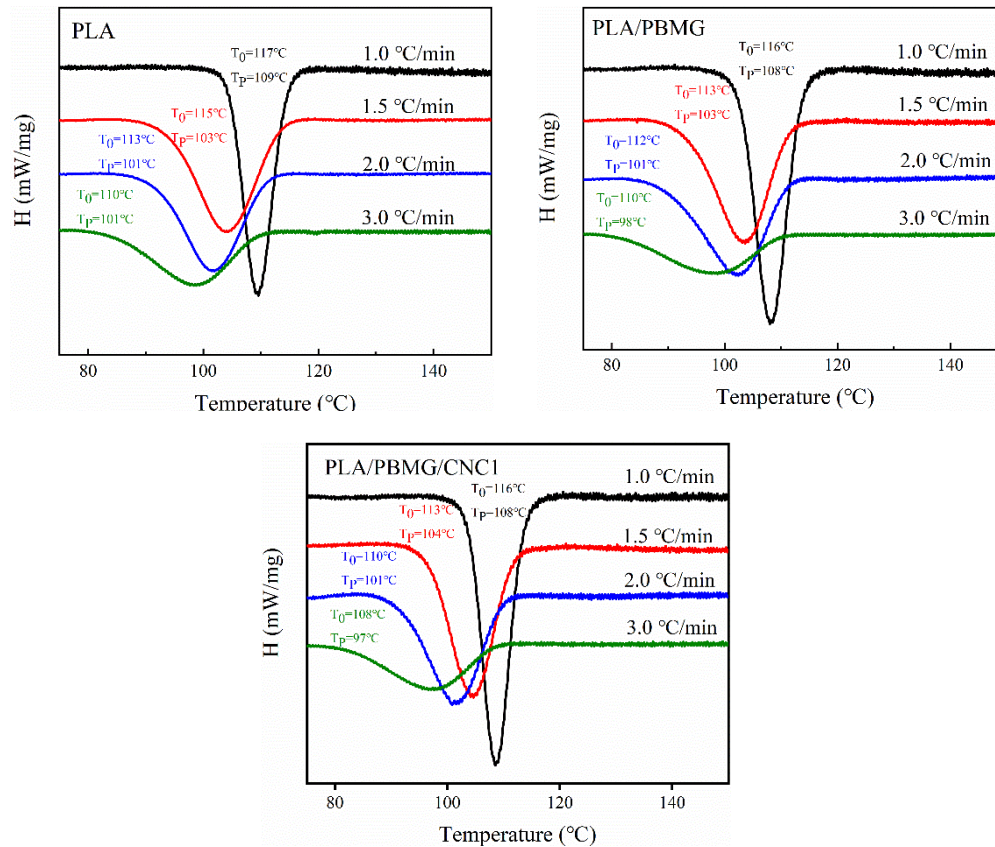 PLA
T0=117℃
TP=109℃
1.0 ℃/min
T0=115℃
TP=103℃
1.5 ℃/min
T0=113℃
TP=101℃
2.0 ℃/min
T0=110℃
TP=101℃
3.0 ℃/min
H (mW/mg)
80
100
120
140
Temperature (℃)
PLA/PBMG
T0=116℃
TP=108℃
1.0 ℃/min
T0=113℃
TP=103℃
1.5 ℃/min
T0−112℃
TP−101℃
2.0 ℃/min
T0−110℃
TP=98℃
3.0 ℃/min
H (mW/mg)
80
100
120
140
Temperature (℃)
PLA/PBMG/CNC1
T0−116℃
TP−108℃
1.0 ℃/min
T0−113℃
TP=104℃
1.5 ℃/min
T0−110℃
TP=101℃
2.0 ℃/min
T0=108℃
TP=97℃
3.0 ℃/min
H (mW/mg)
80
100
120
140
Temperature (℃)